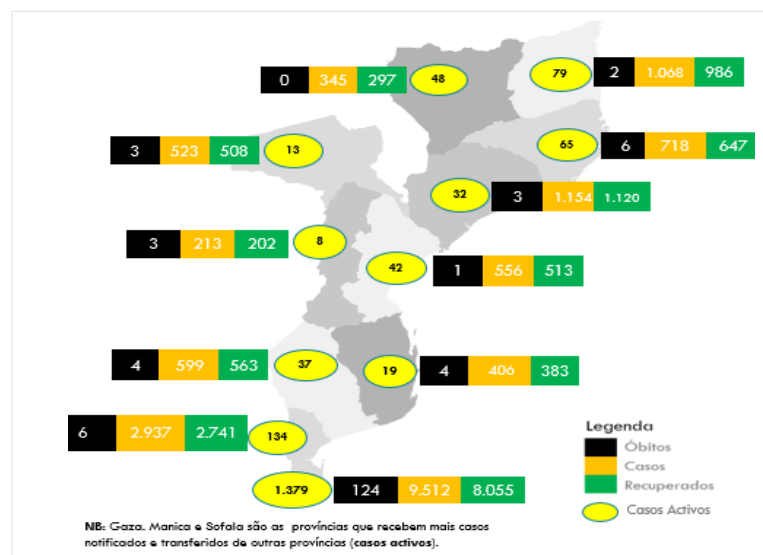 0 345 297 48
79 2 1.068 986
3 523 508 13
65 6 718 647
32 3 1.154 1.120
3 213 202 8
42 1 556 513
4 599 563 37
19 4 406 383
6 2.937 2.741 134
1.379 124 9.512 8.055
Legenda
Óbitos
Casos
Recuperados
Casos Activos
NB: Gaza. Manica e Sofala são as províncias que recebem mais casos
notificados e transferidos de outras províncias (casos activos).